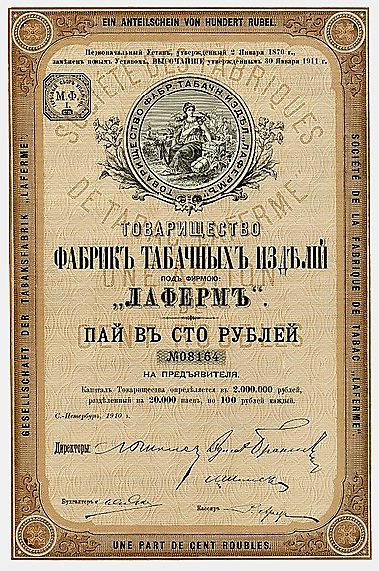 EIN ANTEILSCHEIN VON HUNDERT RUBEL.
Первоначальный Уставъ, утвержденный 2 Января 1870 г.,
замѣненъ новымъ Уставомъ, ВЫСОЧАЙШЕ утвержденнымъ 30 Января 1911 г.
М.Ф.
SOCIÉTÉ DES FABRIQUES
DE TABAC „LAFERME"
ТОВАРИЩЕСТВО ФАБР. ТАБАЧН. ИЗДѢЛ. „ЛАФЕРМЪ"
ТОВАРИЩЕСТВО
ФАБРИКЪ ТАБАЧНЫХЪ ИЗДѢЛІЙ
ПОДЪ ФИРМОЮ:
„ЛАФЕРМЪ".
ПАЙ ВЪ СТО РУБЛЕЙ
№08164
НА ПРЕДЪЯВИТЕЛЯ.
Капиталъ Товарищества опредѣляется въ 2.000.000 рублей,
раздѣленный на 20.000 паевъ, по 100 рублей каждый.
С.-Петербургъ, 1910 г.
Директоры:
Бухгалтеръ
Кассиръ
GESELLSCHAFT DER TABAKSFABRIK „LAFERME"
SOCIÉTÉ DE LA FABRIQUE DE TABAC „LAFERME"
UNE PART DE CENT ROUBLES.